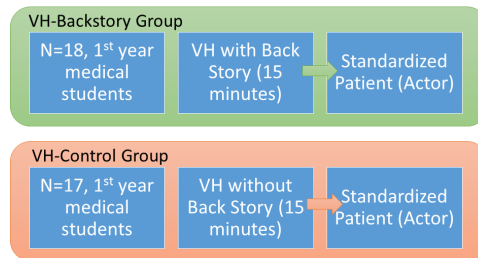 VH-Backstory Group
N=18, 1st year
medical
students
VH with Back
Story (15
minutes)
Standardized
Patient (Actor)
VH-Control Group
N=17, 1st year
medical
students
VH without
Back Story (15
minutes)
Standardized
Patient (Actor)